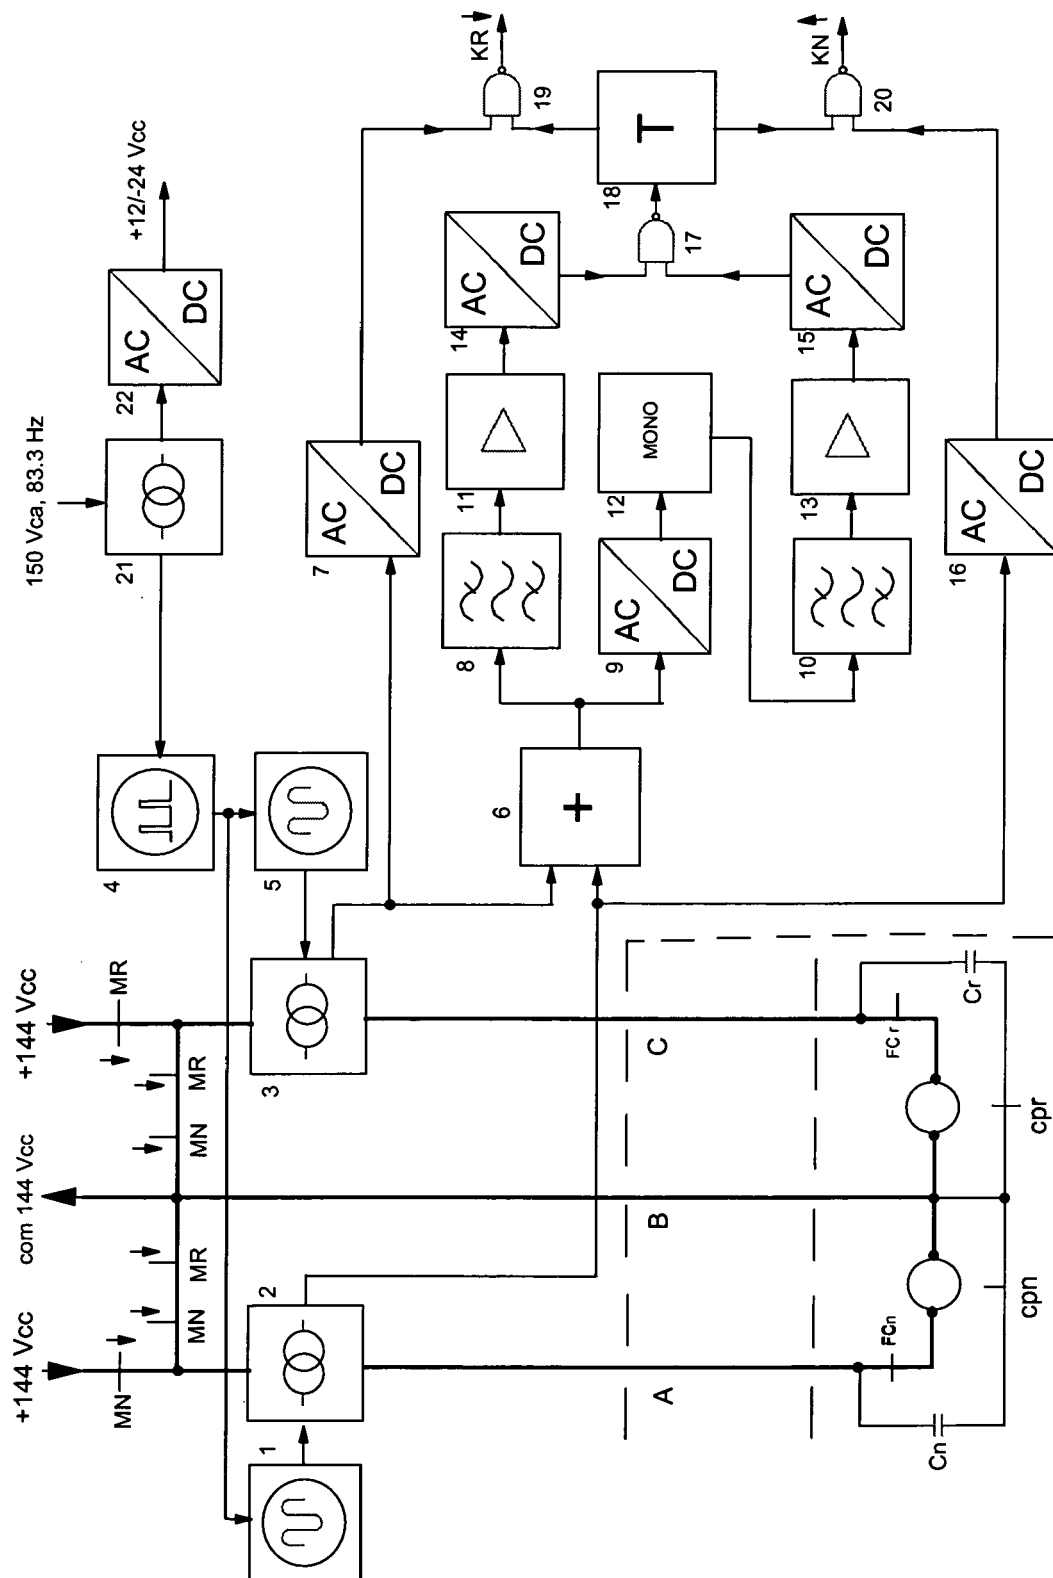 150 Vca, 83.3 Hz
+12/-24 Vcc
21
22
AC
DC
4
5
1
2
3
+144 Vcc
com 144 Vcc
+144 Vcc
MN
MN
MR
MN
MR
MR
6
7
AC
DC
8
9
AC
DC
10
11
12
MONO
13
14
AC
DC
15
AC
DC
16
AC
DC
17
18
T
19
20
KR
KN
A
B
C
Cn
FCn
cpn
Cr
FCr
cpr
+